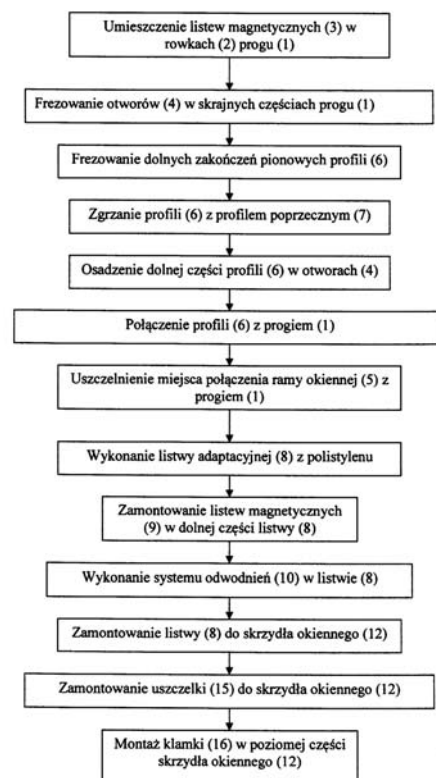 Umieszczenie listew magnetycznych (3) w
rowkach (2) progu (1)
Frezowanie otworów (4) w skrajnych częściach progu (1)
Frezowanie dolnych zakończeń pionowych profili (6)
Zgrzanie profili (6) z profilem poprzecznym (7)
Osadzenie dolnej części profili (6) w otworach (4)
Połączenie profili (6) z progiem (1)
Uszczelnienie miejsca połączenia ramy okiennej (5) z
progiem (1)
Wykonanie listwy adaptacyjnej (8) z polistylenu
Zamontowanie listew magnetycznych
(9) w dolnej części listwy (8)
Wykonanie systemu odwodnień (10) w listwie (8)
Zamontowanie listwy (8) do skrzydła okiennego (12)
Zamontowanie uszczelki (15) do skrzydła okiennego (12)
Montaż klamki (16) w poziomej części
skrzydła okiennego (12)